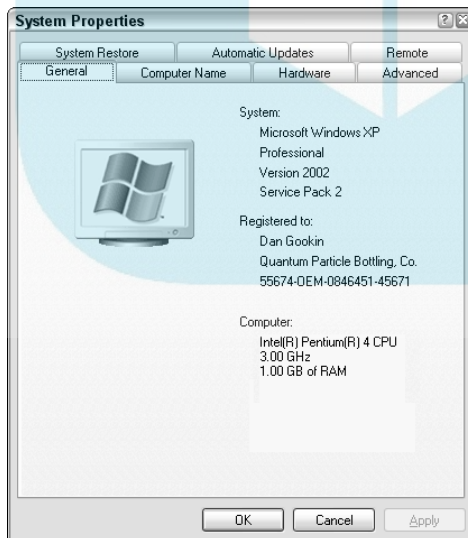 System Properties
System Restore
Automatic Updates
Remote
General
Computer Name
Hardware
Advanced
System:
Microsoft Windows XP
Professional
Version 2002
Service Pack 2
Registered to:
Dan Gookin
Quantum Particle Bottling, Co.
55674-OEM-0846451-45671
Computer:
Intel(R) Pentium(R) 4 CPU
3.00 GHz
1.00 GB of RAM
OK
Cancel
Apply